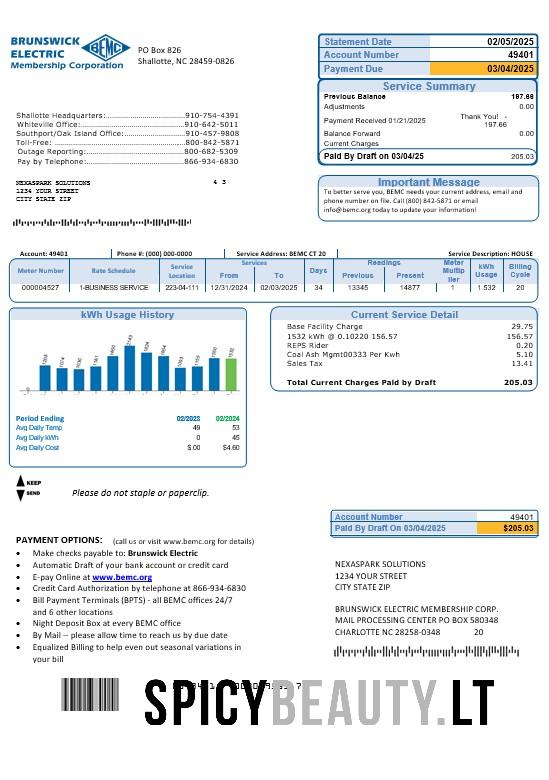 BRUNSWICK
ELECTRIC
BEMC
Membership Corporation
PO Box 826
Shallotte, NC 28459-0826
Statement Date 02/05/2025
Account Number 49401
Payment Due 03/04/2025
Service Summary
Previous Balance 197.66
Adjustments 0.00
Payment Received 01/21/2025 Thank You! - 197.66
Balance Forward 0.00
Current Charges
Paid By Draft on 03/04/25 205.03
Shallotte Headquarters:910-754-4391
Whiteville Office:910-642-5011
Southport/Oak Island Office:910-457-9808
Toll-Free:800-842-5871
Outage Reporting:800-682-5309
Pay by Telephone:866-934-6830
Important Message
To better serve you, BEMC needs your current address, email and
phone number on file. Call (800) 842-5871 or email
info@bemc.org today to update your information!
NEXASPARK SOLUTIONS 4 3
1234 YOUR STREET
CITY STATE ZIP
Account: 49401 Phone #: (000) 000-0000 Service Address: BEMC CT 20 Service Description: HOUSE
Meter Number Rate Schedule Service Location Services From To Days Readings Previous Present Meter Multip lier kWh Usage Billing Cycle
000004527 1-BUSINESS SERVICE 223-04-111 12/31/2024 02/03/2025 34 13345 14877 1 1.532 20
kWh Usage History
Period Ending 02/2023 02/2024
Avg Daily Temp 49 53
Avg Daily kWh 0 45
Avg Daily Cost $.00 $4.60
Current Service Detail
Base Facility Charge 29.75
1532 kWh @ 0.10220 156.57 156.57
REPS Rider 0.20
Coal Ash Mgmt00333 Per Kwh 5.10
Sales Tax 13.41
Total Current Charges Paid by Draft 205.03
KEEP
SEND
Please do not staple or paperclip.
Account Number 49401
Paid By Draft On 03/04/2025 $205.03
PAYMENT OPTIONS: (call us or visit www.bemc.org for details)
• Make checks payable to: Brunswick Electric
• Automatic Draft of your bank account or credit card
• E-pay Online at www.bemc.org
• Credit Card Authorization by telephone at 866-934-6830
• Bill Payment Terminals (BPTS) - all BEMC offices 24/7
and 6 other locations
• Night Deposit Box at every BEMC office
• By Mail -- please allow time to reach us by due date
• Equalized Billing to help even out seasonal variations in
your bill
NEXASPARK SOLUTIONS
1234 YOUR STREET
CITY STATE ZIP
BRUNSWICK ELECTRIC MEMBERSHIP CORP.
MAIL PROCESSING CENTER PO BOX 580348
CHARLOTTE NC 28258-0348 20
SPICYBEAUTY.LT